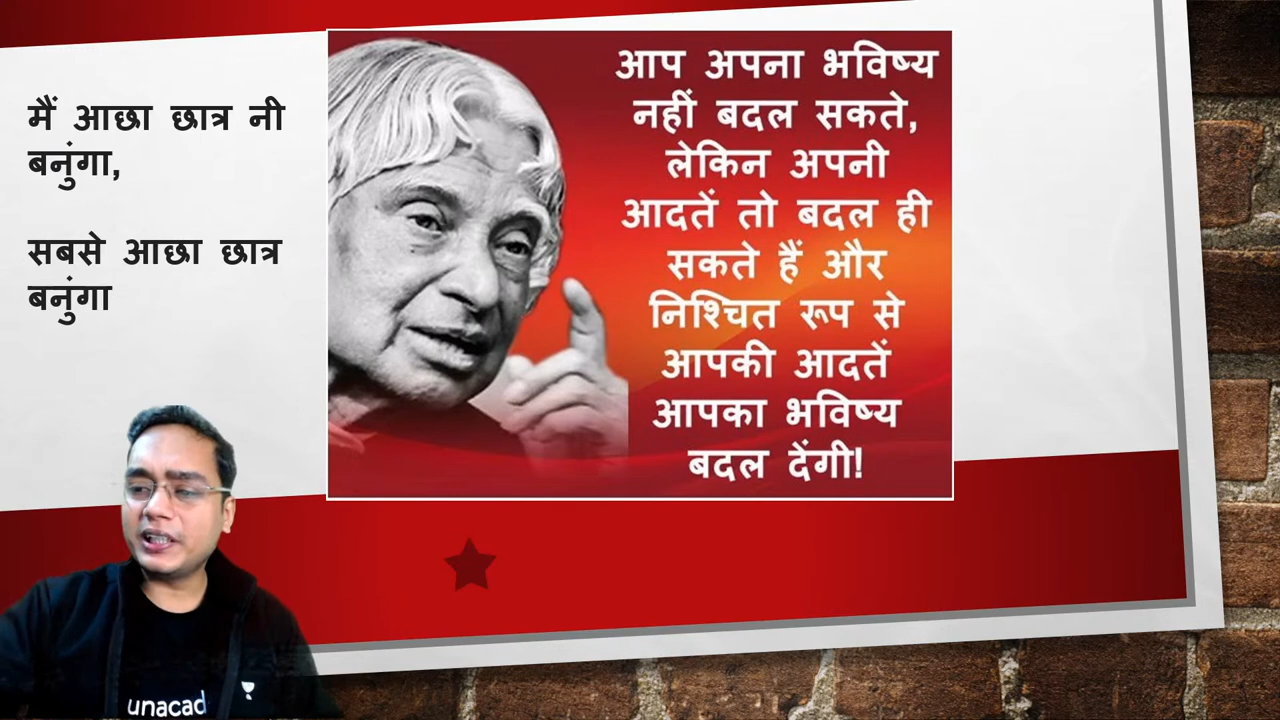 मैं आछा छात्र नी
बनुंगा,
सबसे आछा छात्र
बनुंगा
आप अपना भविष्य
नहीं बदल सकते,
लेकिन अपनी
आदतें तो बदल ही
सकते हैं और
निश्चित रूप से
आपकी आदतें
आपका भविष्य
बदल देंगी!
unacad